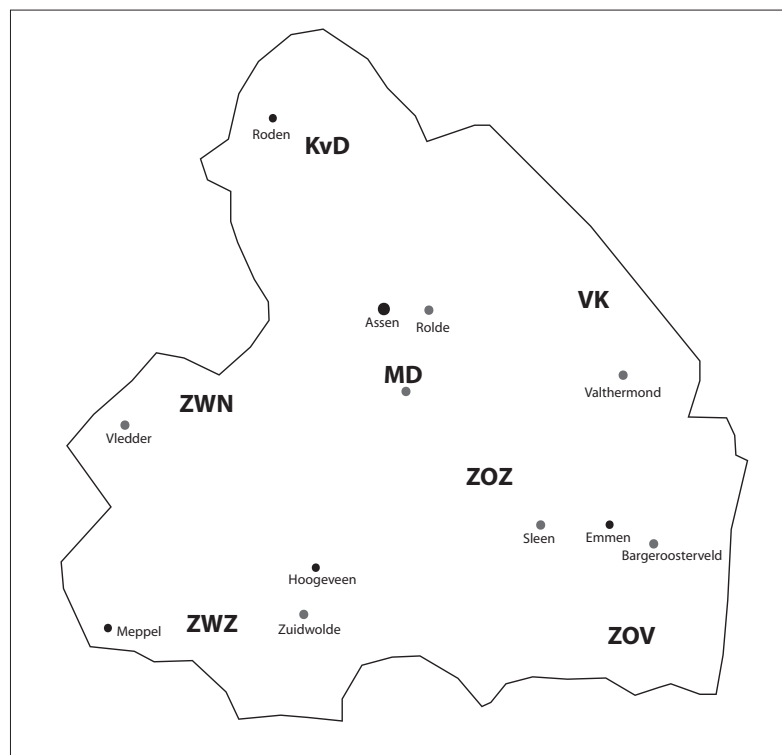 Roden
KvD
VK
Assen
Rolde
MD
Valthermond
ZWN
Vledder
ZOZ
Sleen
Emmen
Bargeroosterveld
Hoogeveen
Zuidwolde
ZWZ
Meppel
ZOV